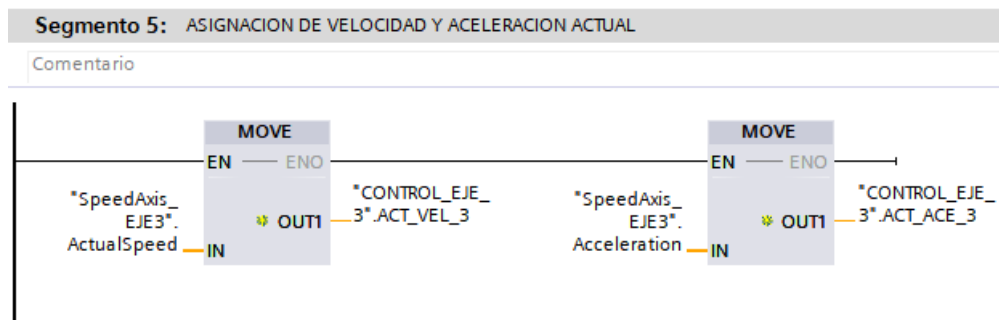 Segmento 5: ASIGNACION DE VELOCIDAD Y ACELERACION ACTUAL
Comentario
MOVE
EN ENO
"SpeedAxis_
EJE3".
ActualSpeed
IN
OUT1
"CONTROL_EJE_
3".ACT_VEL_3
MOVE
EN ENO
"SpeedAxis_
EJE3".
Acceleration
IN
OUT1
"CONTROL_EJE_
3".ACT_ACE_3